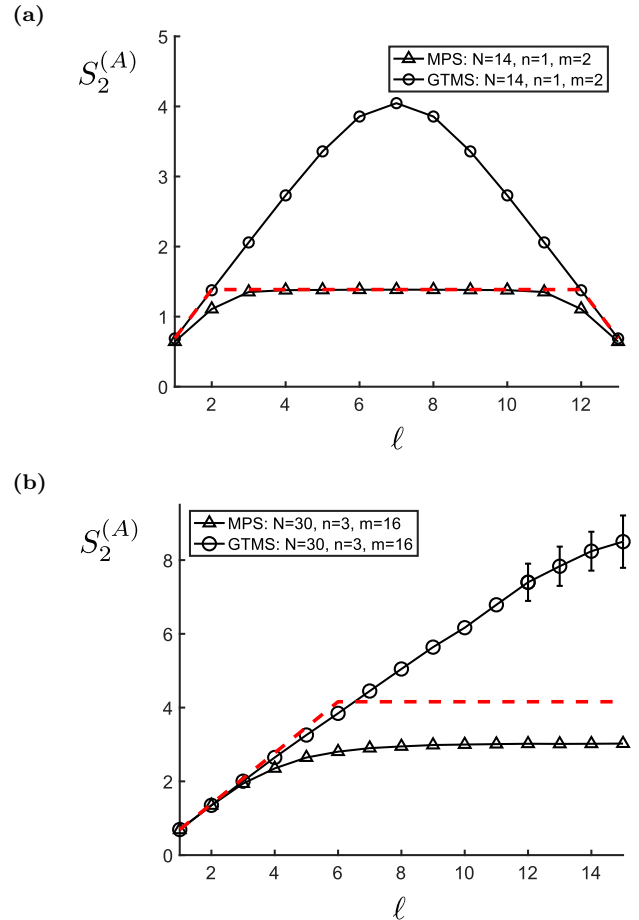 (a)
S_2^{(A)}
5
4
3
2
1
0
MPS: N=14, n=1, m=2
GTMS: N=14, n=1, m=2
2 4 6 8 10 12
ℓ
(b)
S_2^{(A)}
8
6
4
2
0
MPS: N=30, n=3, m=16
GTMS: N=30, n=3, m=16
2 4 6 8 10 12 14
ℓ